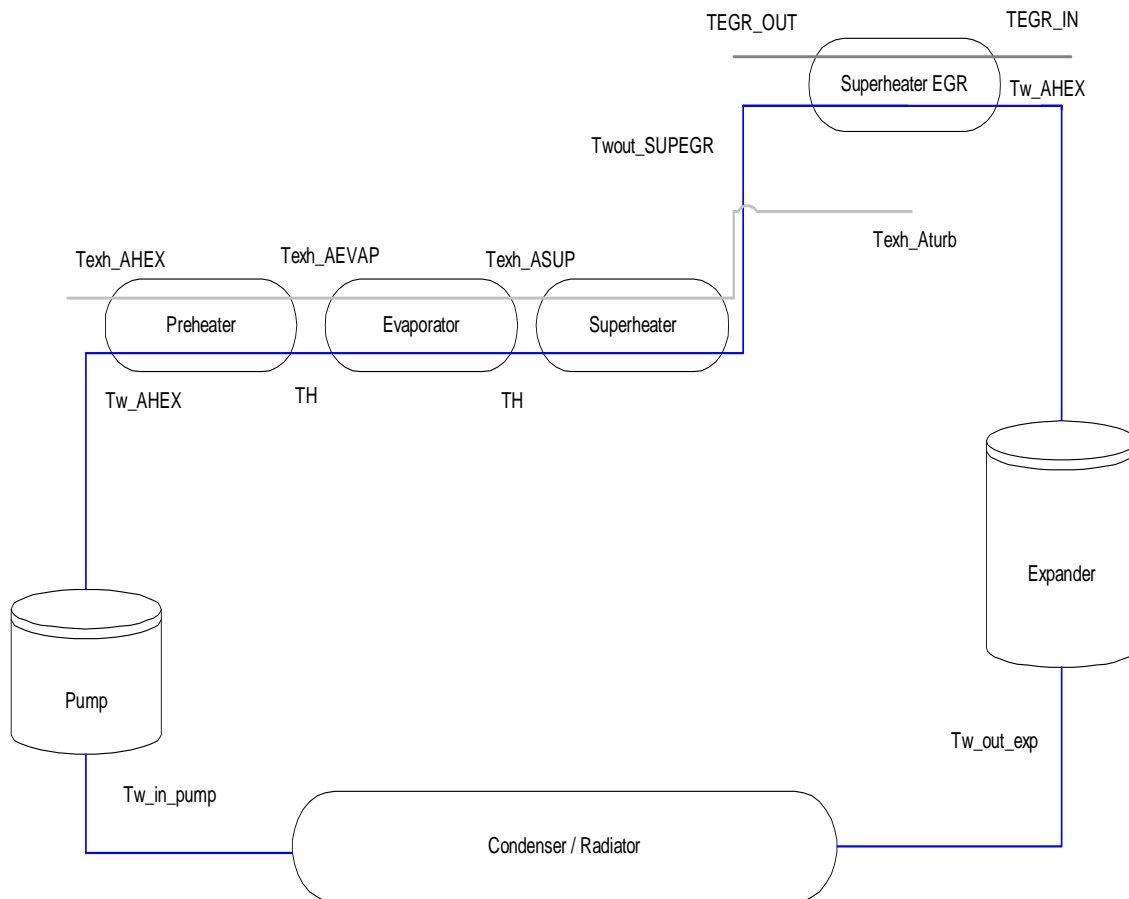 TEGR_OUT
TEGR_IN
Superheater EGR
Tw_AHEX
Twout_SUPEGR
Texh_Aturb
Texh_AHEX
Texh_AEVAP
Texh_ASUP
Preheater
Evaporator
Superheater
Tw_AHEX
TH
TH
Expander
Pump
Tw_out_exp
Tw_in_pump
Condenser / Radiator